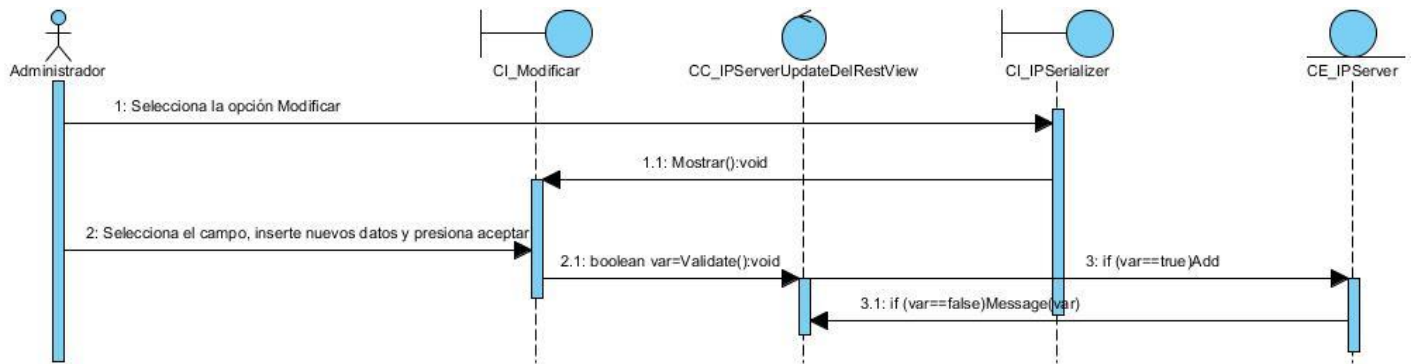 Administrador
CI_Modificar
CC_IPServerUpdateDelRestView
CI_IPSerializer
CE_IPServer
1: Selecciona la opción Modificar
1.1: Mostrar():void
2: Selecciona el campo, inserte nuevos datos y presiona aceptar
2.1: boolean var=Validate():void
3: if (var==true)Add
3.1: if (var==false)Message(var)